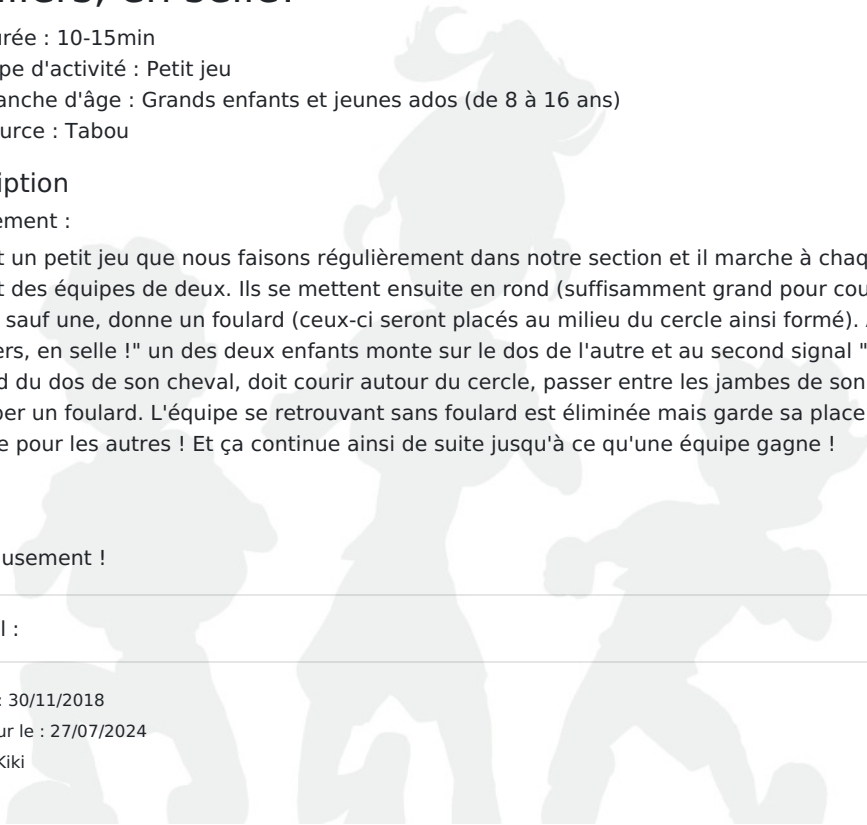 liers, en selle!
urée : 10-15min
pe d'activité : Petit jeu
anche d'âge : Grands enfants et jeunes ados (de 8 à 16 ans)
urce : Tabou
iption
ement :
t un petit jeu que nous faisons régulièrement dans notre section et il marche à chaq
t des équipes de deux. Ils se mettent ensuite en rond (suffisamment grand pour cou
sauf une, donne un foulard (ceux-ci seront placés au milieu du cercle ainsi formé). A
ers, en selle !" un des deux enfants monte sur le dos de l'autre et au second signal "
d du dos de son cheval, doit courir autour du cercle, passer entre les jambes de son
per un foulard. L'équipe se retrouvant sans foulard est éliminée mais garde sa place
e pour les autres ! Et ça continue ainsi de suite jusqu'à ce qu'une équipe gagne !
usement !
l :
: 30/11/2018
ur le : 27/07/2024
Kiki